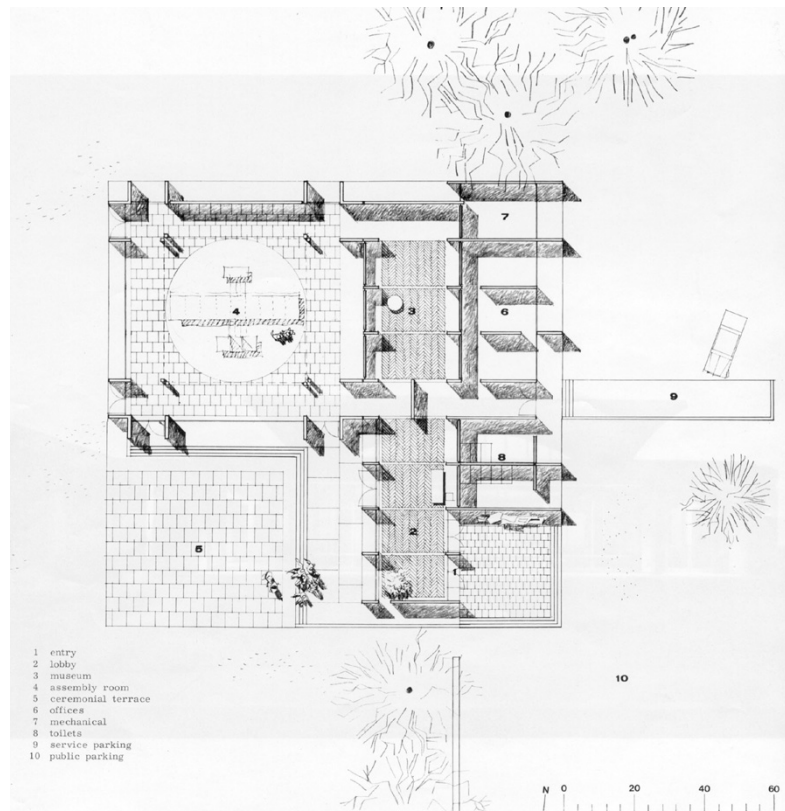 7
4
3
6
9
8
5
2
1
10
1 entry
2 lobby
3 museum
4 assembly room
5 ceremonial terrace
6 offices
7 mechanical
8 toilets
9 service parking
10 public parking
N 0 20 40 60